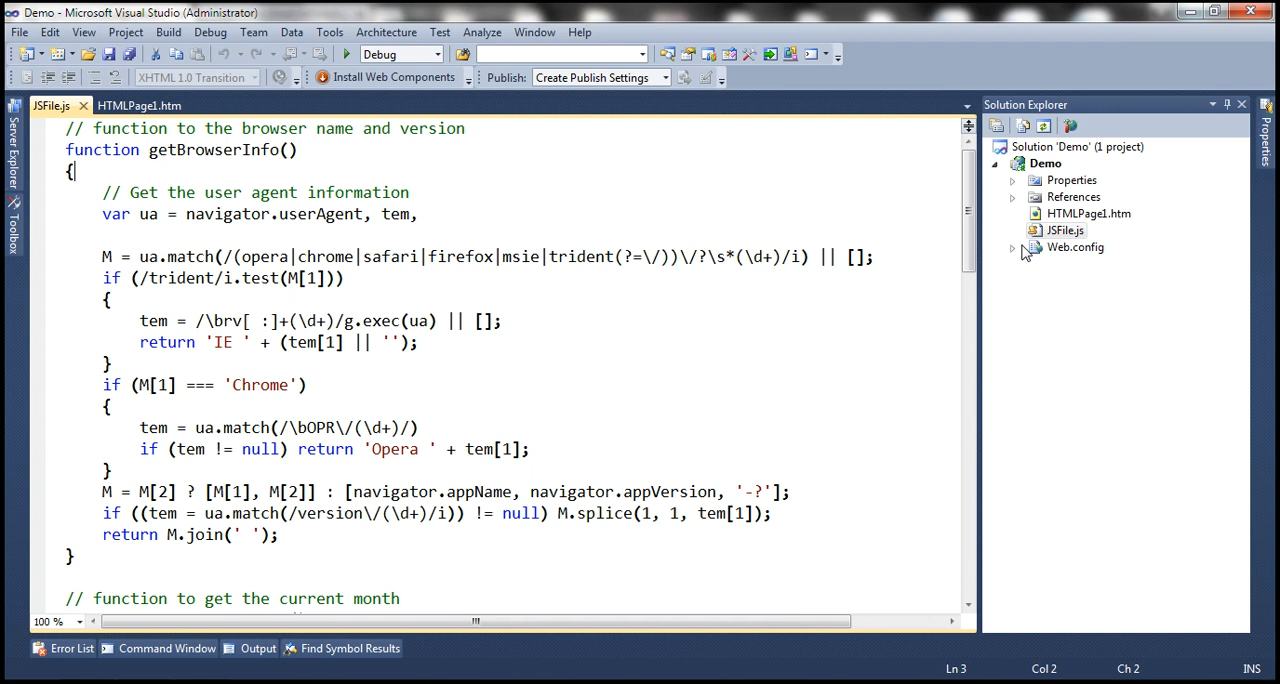 Demo - Microsoft Visual Studio (Administrator)
File Edit View Project Build Debug Team Data Tools Architecture Test Analyze Window Help
Debug
XHTML 1.0 Transition Install Web Components Publish: Create Publish Settings
JSFile.js HTMLPage1.htm
Server Explorer
Toolbox
// function to the browser name and version
function getBrowserInfo()
{
// Get the user agent information
var ua = navigator.userAgent, tem,
M = ua.match(/(opera|chrome|safari|firefox|msie|trident(?=\/))\/?\s*(\d+)/i) || [];
if (/trident/i.test(M[1]))
{
tem = /\brv[ :]+(\d+)/g.exec(ua) || [];
return 'IE ' + (tem[1] || '');
}
if (M[1] === 'Chrome')
{
tem = ua.match(/\bOPR\/(\d+)/)
if (tem != null) return 'Opera ' + tem[1];
}
M = M[2] ? [M[1], M[2]] : [navigator.appName, navigator.appVersion, '-?'];
if ((tem = ua.match(/version\/(\d+)/i)) != null) M.splice(1, 1, tem[1]);
return M.join(' ');
}
// function to get the current month
100 %
Solution Explorer
Solution 'Demo' (1 project)
Demo
Properties
References
HTMLPage1.htm
JSFile.js
Web.config
Properties
Error List Command Window Output Find Symbol Results
Ln 3 Col 2 Ch 2 INS